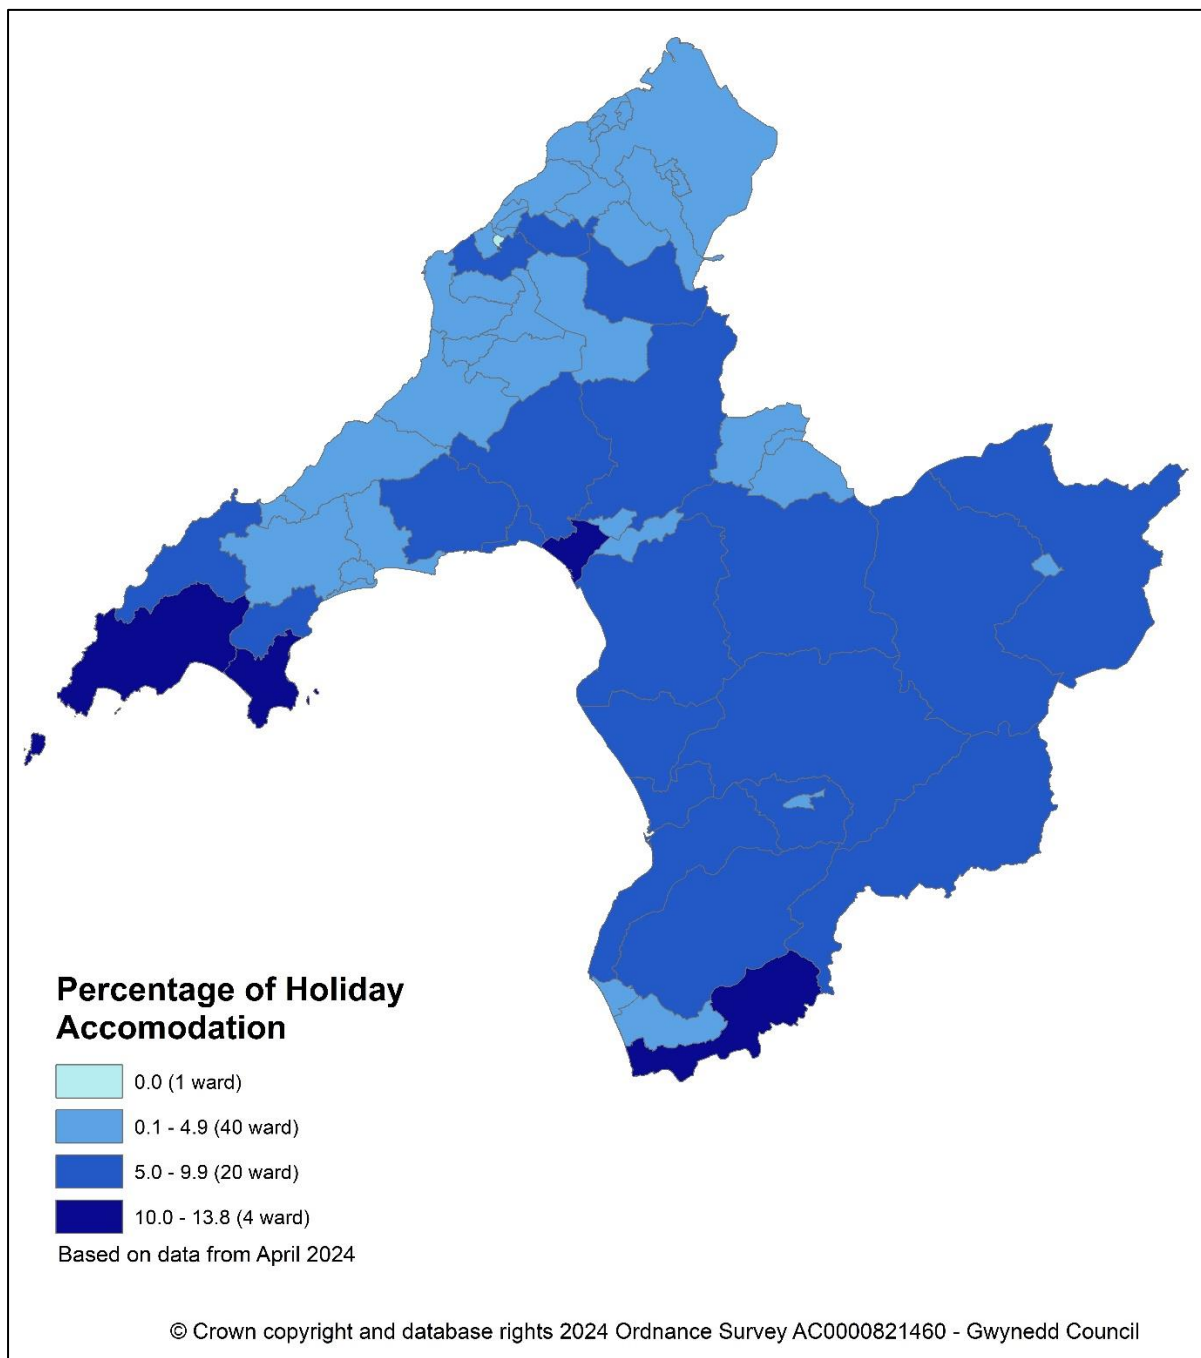 Percentage of Holiday
Accomodation
0.0 (1 ward)
0.1 - 4.9 (40 ward)
5.0 - 9.9 (20 ward)
10.0 - 13.8 (4 ward)
Based on data from April 2024
© Crown copyright and database rights 2024 Ordnance Survey AC0000821460 - Gwynedd Council